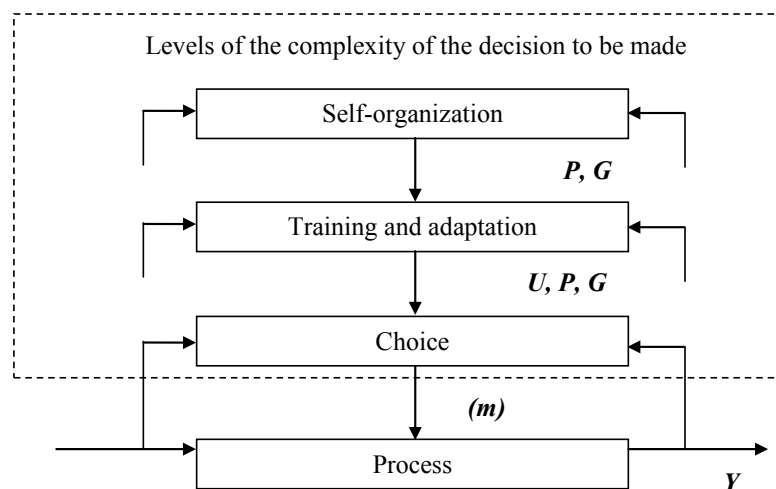 Levels of the complexity of the decision to be made
Self-organization
P, G
Training and adaptation
U, P, G
Choice
(m)
Process
Y